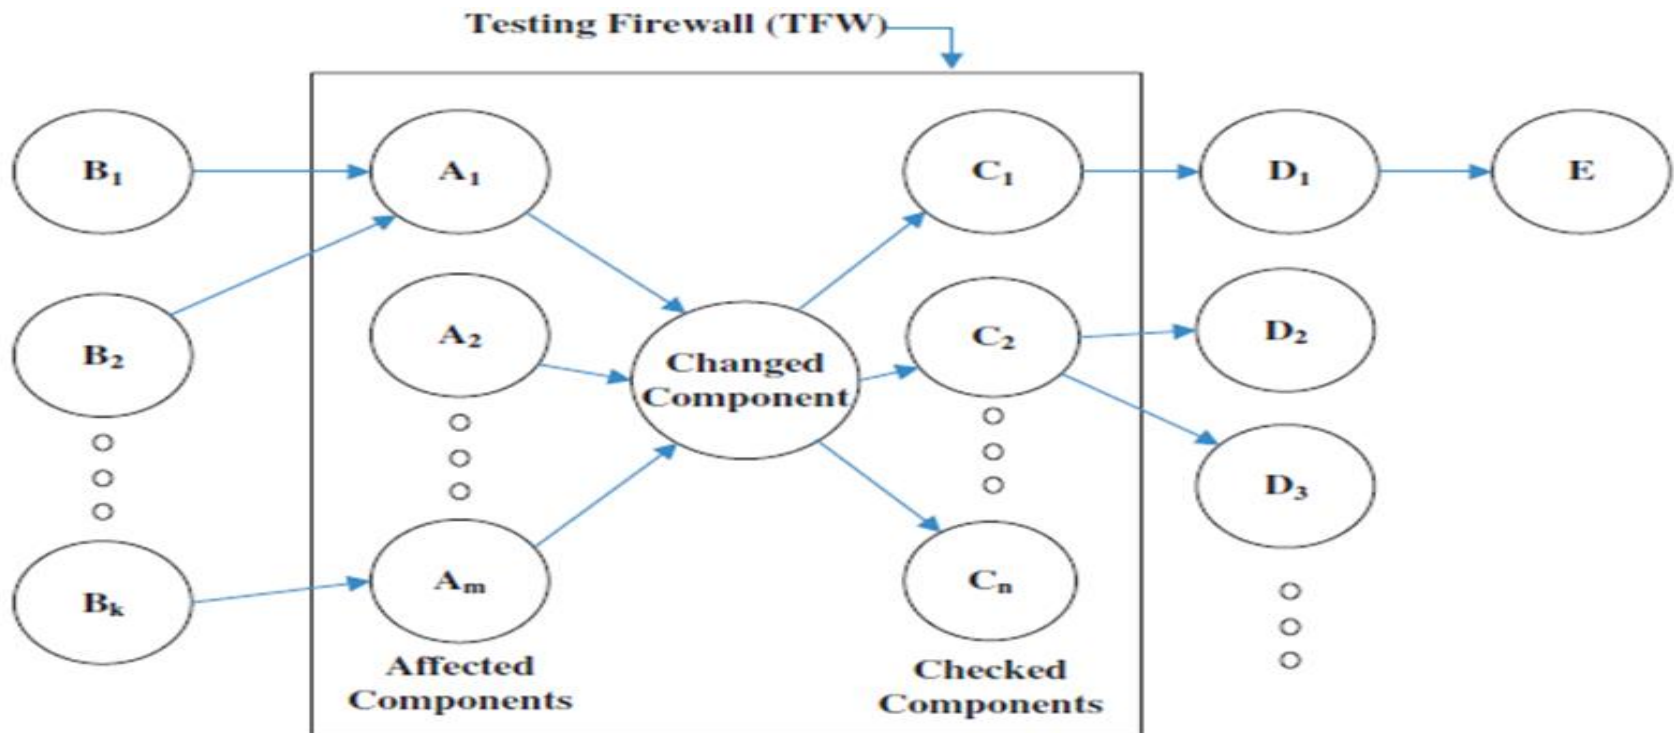 Testing Firewall (TFW)
B₁
A₁
C₁
D₁
E
B₂
A₂
Changed
Component
C₂
D₂
D₃
Bₖ
Aₘ
Cₙ
Affected
Components
Checked
Components